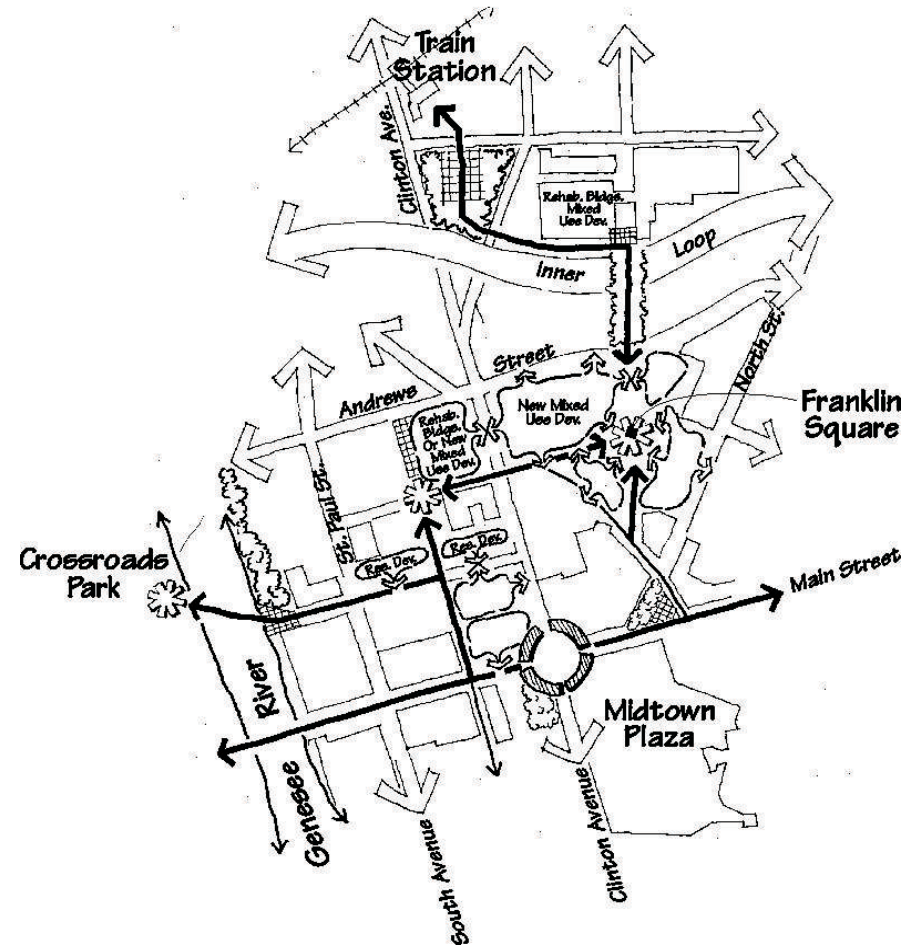 Train
Station
Clinton Ave.
Rehab. Bldgs.
Mixed
Use Dev.
Inner
Loop
North St.
Andrews
Street
Franklin
Square
New Mixed
Use Dev.
Rehab.
Bldgs.
Or New
Mixed
Use Dev.
St. Paul St.
Crossroads
Park
Res. Dev.
Res. Dev.
Main Street
River
Genesee
Midtown
Plaza
South Avenue
Clinton Avenue